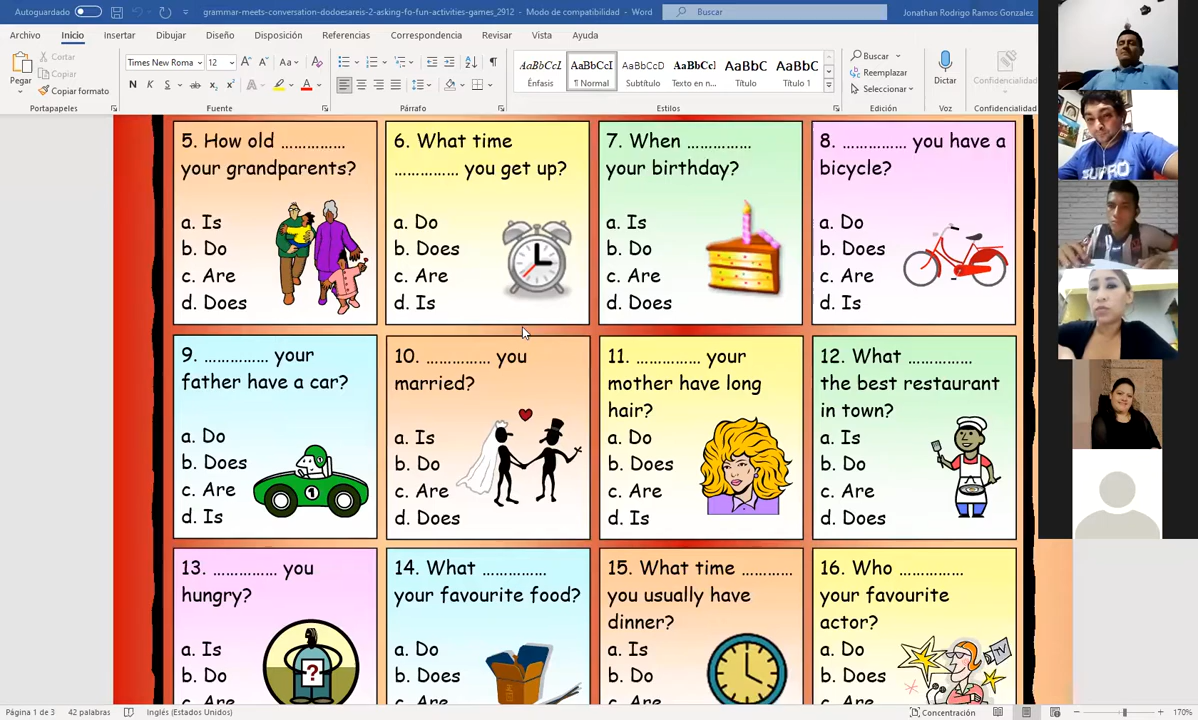 Autoguardado
grammar-meets-conversation-dodoesareis-2-asking-fo-fun-activities-games_2912 - Modo de compatibilidad - Word
Buscar
Jonathan Rodrigo Ramos Gonzalez
Archivo Inicio Insertar Dibujar Diseño Disposición Referencias Correspondencia Revisar Vista Ayuda
Pegar
Cortar
Copiar
Copiar formato
Portapapeles
Times New Roma 12
Fuente
Párrafo
AaBbCcI AaBbCcI AaBbCcD AaBbCcI AaBbC AaBbC
Énfasis ¶ Normal Subtítulo Texto en n... Título Título 1
Estilos
Buscar
Reemplazar
Seleccionar
Edición
Dictar
Voz
Confidencialidad
Confidencialidad
5. How old ……………
your grandparents?
a. Is
b. Do
c. Are
d. Does
6. What time
…………… you get up?
a. Do
b. Does
c. Are
d. Is
7. When ……………
your birthday?
a. Is
b. Do
c. Are
d. Does
8. …………… you have a
bicycle?
a. Do
b. Does
c. Are
d. Is
9. …………… your
father have a car?
a. Do
b. Does
c. Are
d. Is
1
10. …………… you
married?
a. Is
b. Do
c. Are
d. Does
11. …………… your
mother have long
hair?
a. Do
b. Does
c. Are
d. Is
12. What ……………
the best restaurant
in town?
a. Is
b. Do
c. Are
d. Does
13. …………… you
hungry?
a. Is
b. Do
c. Are
?
14. What ……………
your favourite food?
a. Do
b. Does
c. Are
15. What time …………
you usually have
dinner?
a. Is
b. Do
c. Are
16. Who ……………
your favourite
actor?
a. Do
b. Does
c. Are
TV
Página 1 de 3 42 palabras Inglés (Estados Unidos)
Concentración
170%